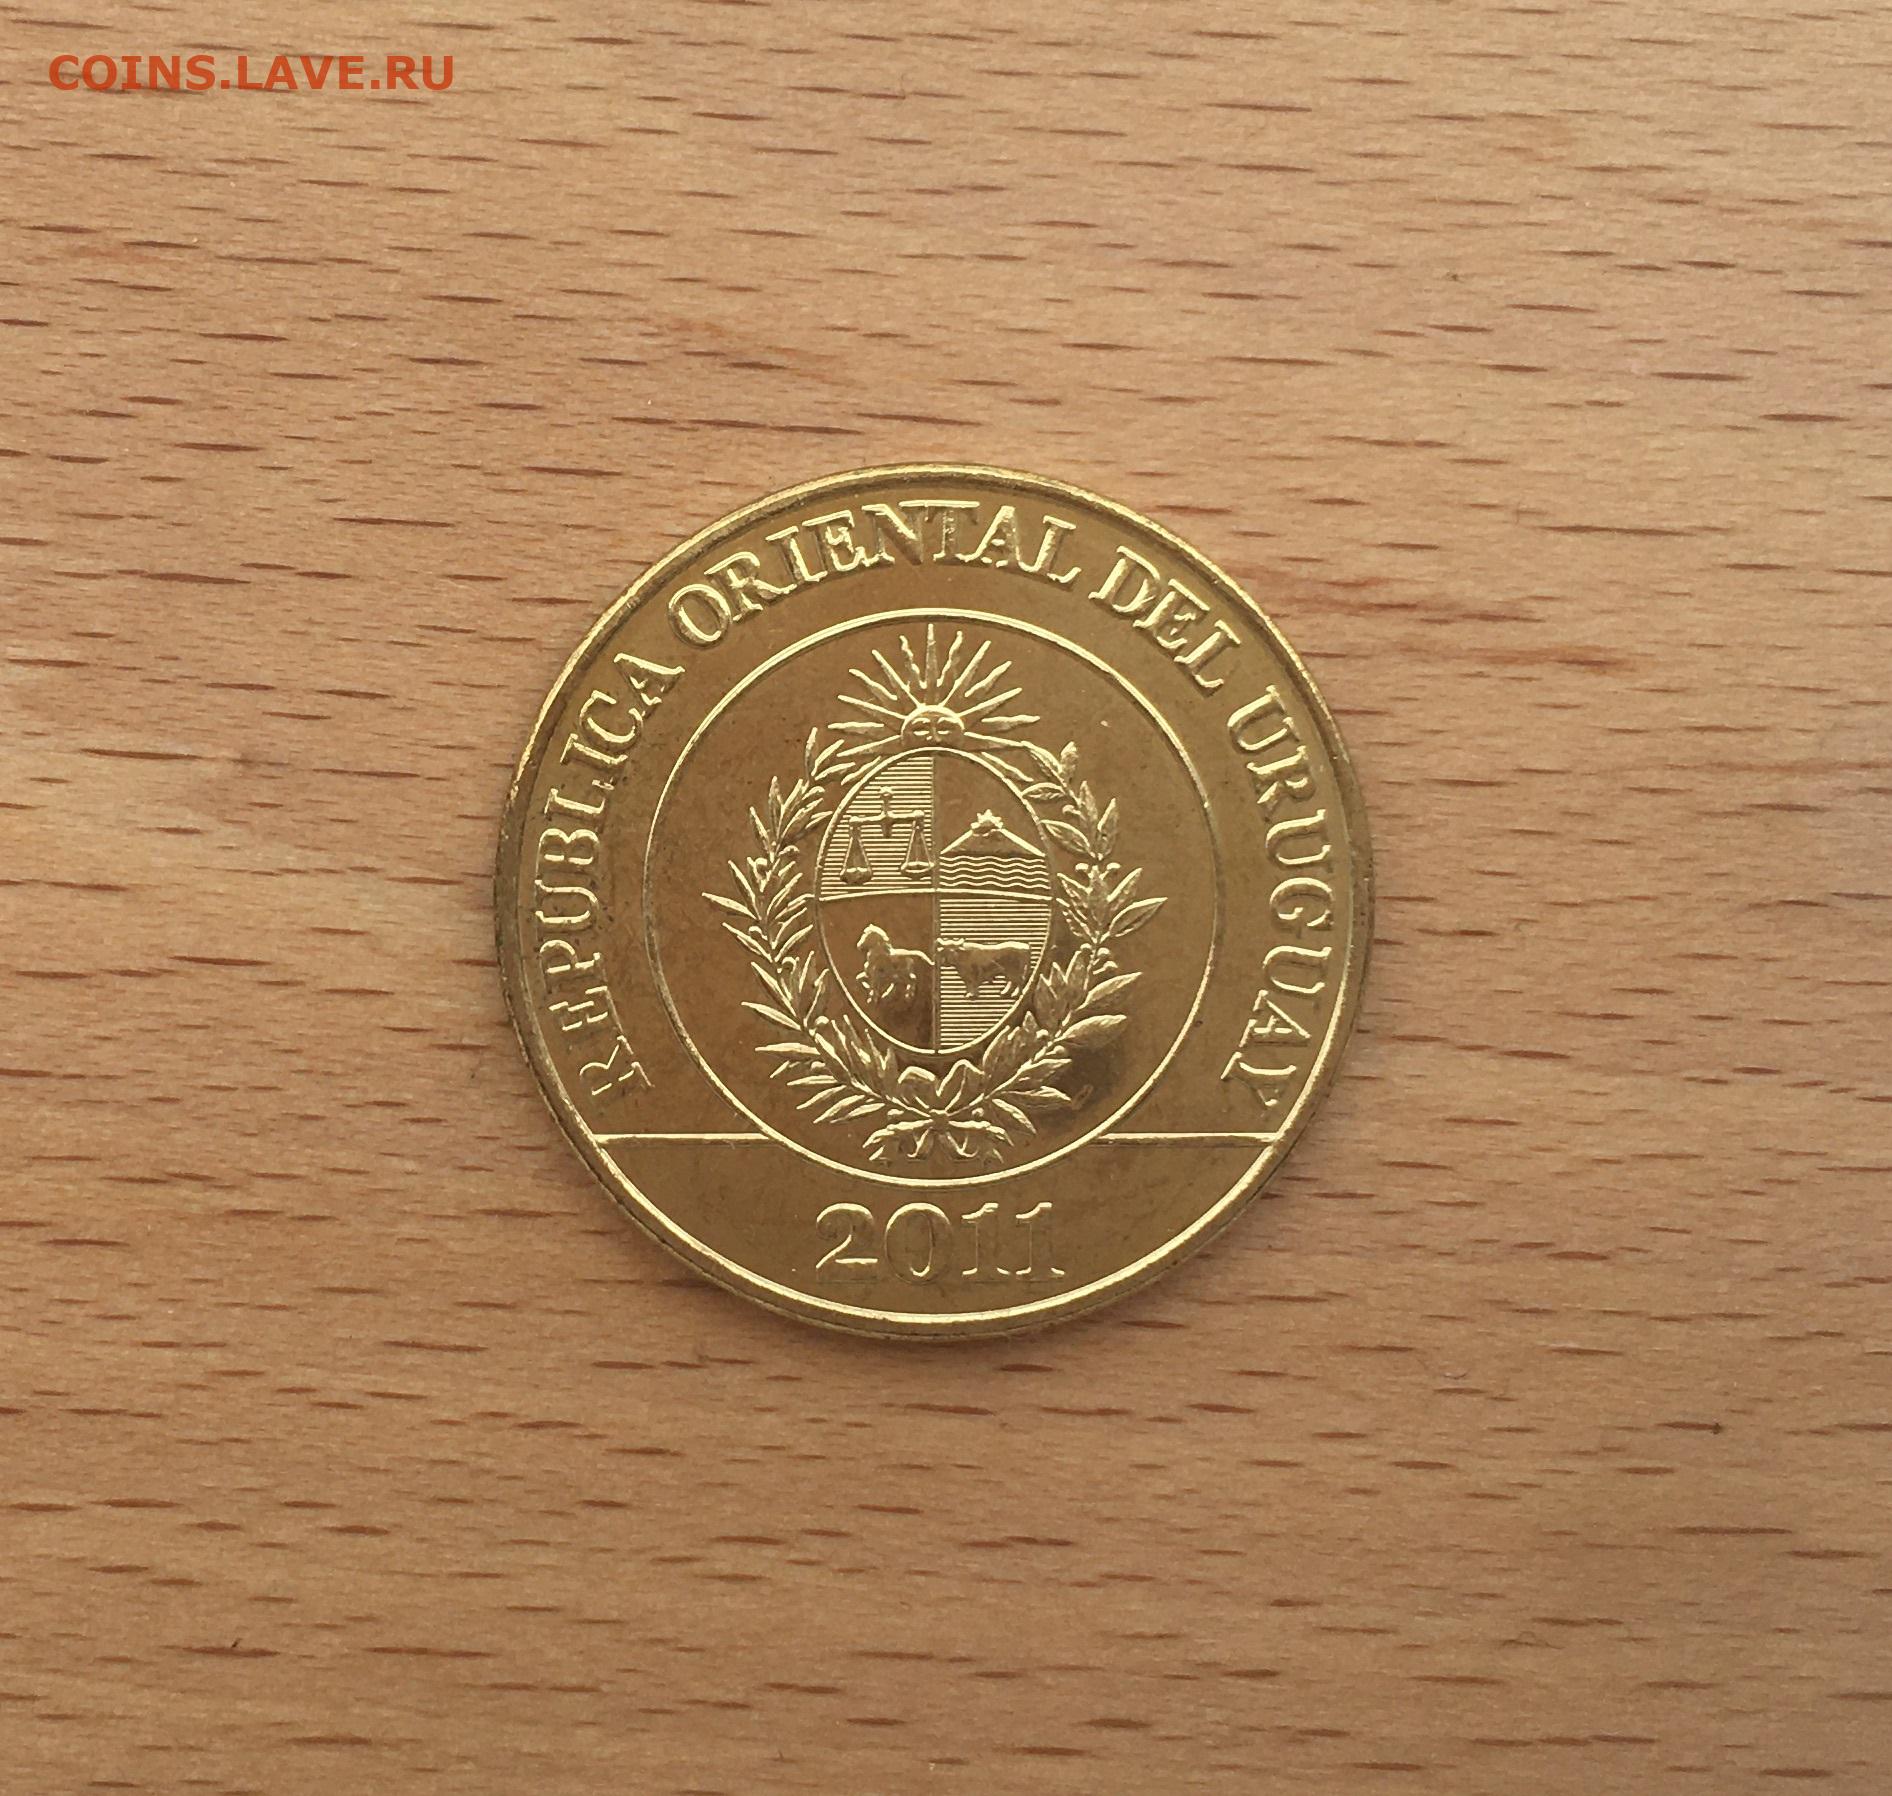 COINS.LAVE.RU
REPUBLICA ORIENTAL DEL URUGUAY
2011